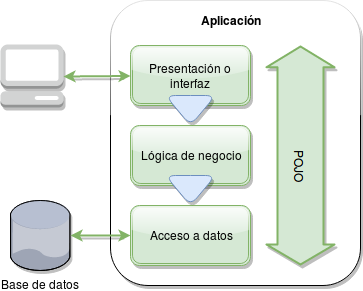 Aplicación
Presentación o
interfaz
Lógica de negocio
Acceso a datos
POJO
Base de datos